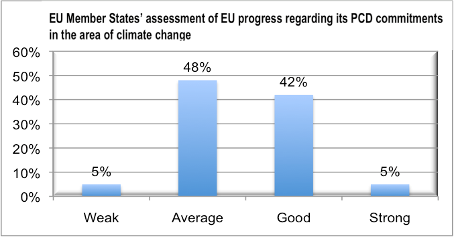 EU Member States’ assessment of EU progress regarding its PCD commitments
in the area of climate change
60%
50%
40%
30%
20%
10%
0%
5%
48%
42%
5%
Weak
Average
Good
Strong